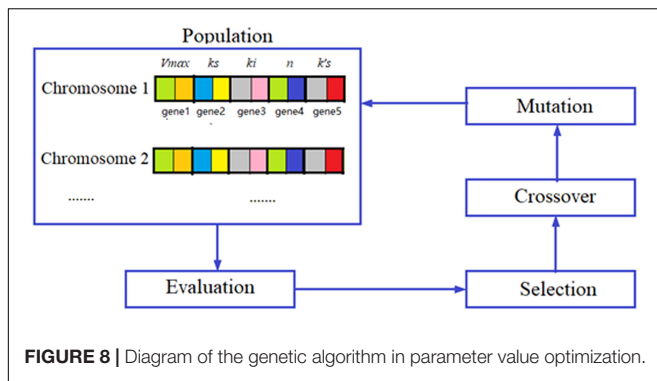 Population
Vmax ks ki n k's
Chromosome 1
gene1 gene2 gene3 gene4 gene5
Chromosome 2
....... .......
Mutation
Crossover
Evaluation
Selection
FIGURE 8 | Diagram of the genetic algorithm in parameter value optimization.